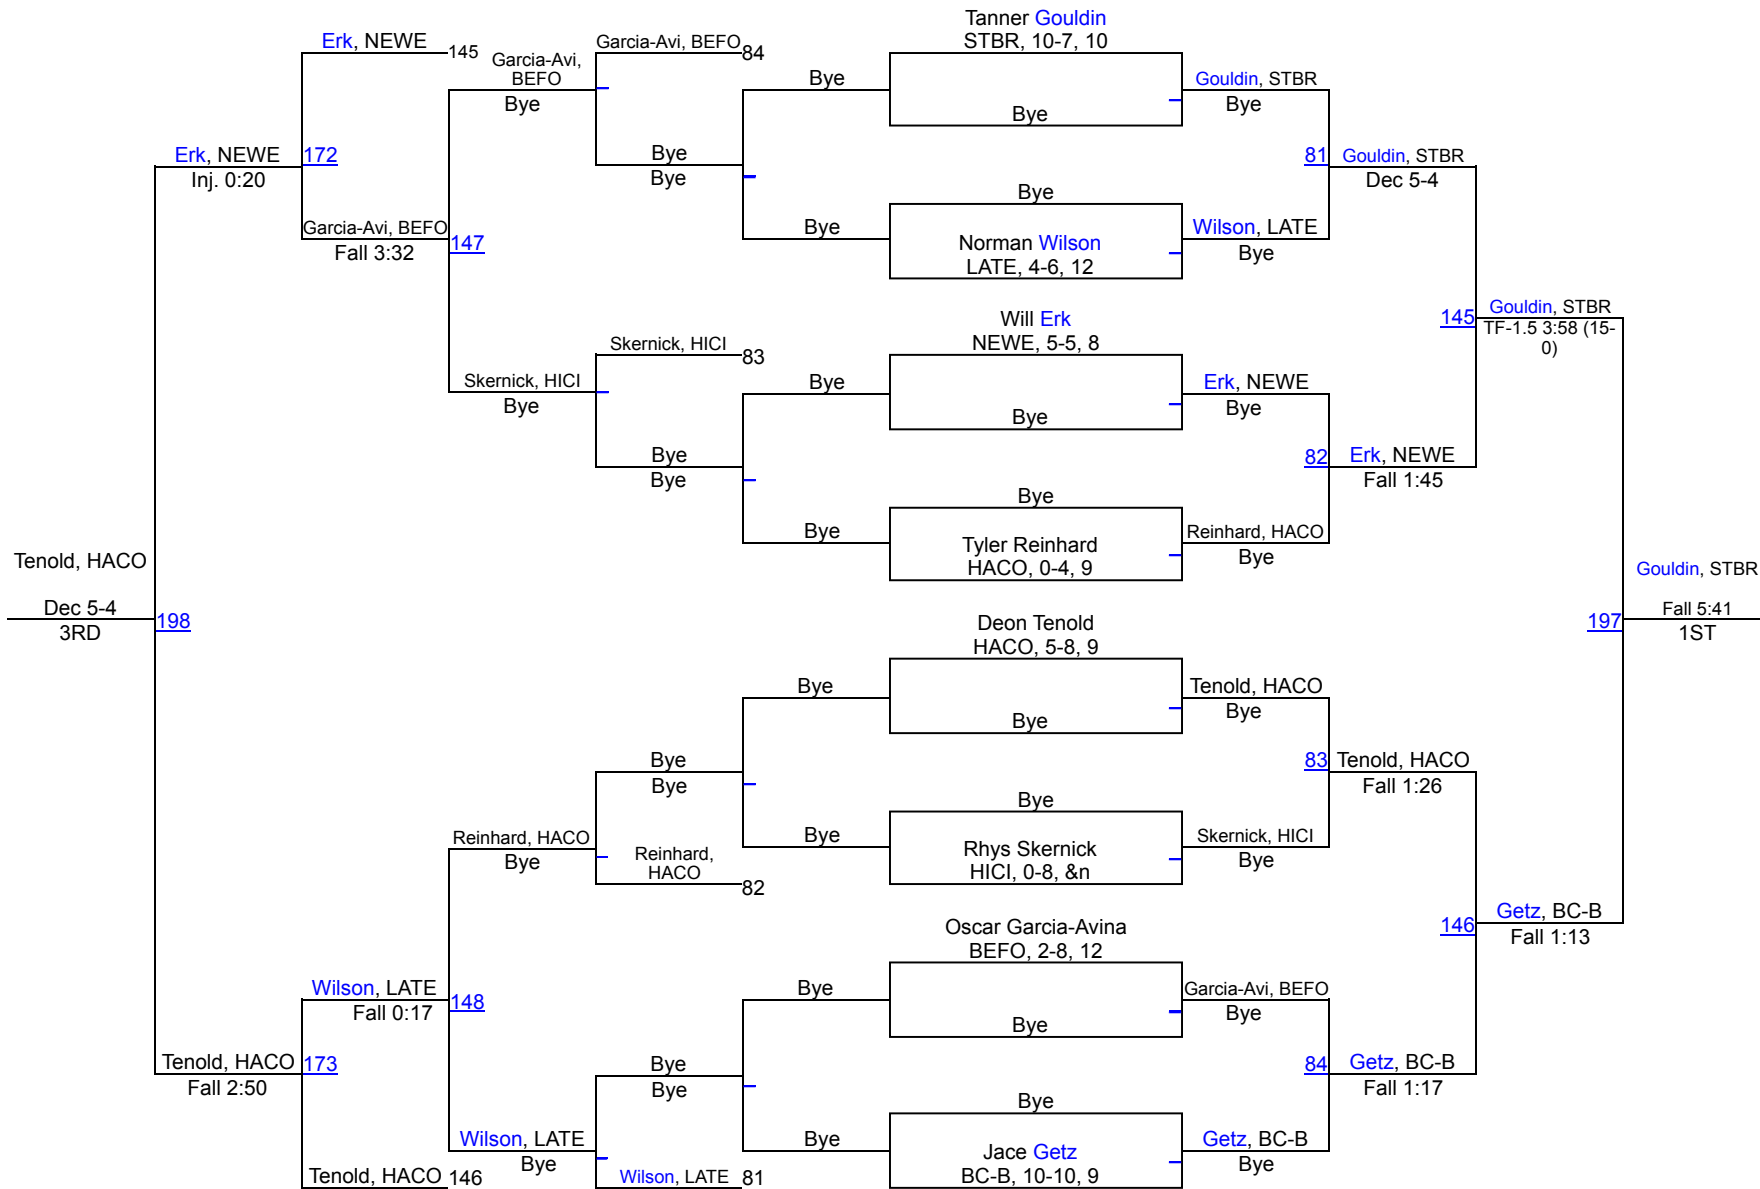 Tanner Gouldin
STBR, 10-7, 10
Erk, NEWE
145
Garcia-Avi, BEFO
84
Garcia-Avi,
BEFO
Bye
Bye
Gouldin, STBR
Bye
Bye
Erk, NEWE
172
Inj. 0:20
Bye
Bye
81
Gouldin, STBR
Dec 5-4
Bye
Garcia-Avi, BEFO
Fall 3:32
147
Bye
Norman Wilson
LATE, 4-6, 12
Wilson, LATE
Bye
Will Erk
NEWE, 5-5, 8
145
Gouldin, STBR
TF-1.5 3:58 (15-
0)
Skernick, HICI
83
Skernick, HICI
Bye
Bye
Bye
Erk, NEWE
Bye
Bye
Bye
82
Erk, NEWE
Fall 1:45
Bye
Bye
Tyler Reinhard
HACO, 0-4, 9
Reinhard, HACO
Bye
Tenold, HACO
Dec 5-4
3RD
198
Gouldin, STBR
197
Fall 5:41
1ST
Deon Tenold
HACO, 5-8, 9
Bye
Bye
Tenold, HACO
Bye
Bye
Bye
83
Tenold, HACO
Fall 1:26
Bye
Reinhard, HACO
Bye
Reinhard,
HACO
82
Bye
Rhys Skernick
HICI, 0-8, &n
Skernick, HICI
Bye
146
Getz, BC-B
Fall 1:13
Oscar Garcia-Avina
BEFO, 2-8, 12
Wilson, LATE
Fall 0:17
148
Bye
Bye
Garcia-Avi, BEFO
Bye
Tenold, HACO
173
Fall 2:50
Bye
Bye
84
Getz, BC-B
Fall 1:17
Bye
Wilson, LATE
Bye
Bye
Jace Getz
BC-B, 10-10, 9
Getz, BC-B
Bye
Tenold, HACO
146
Wilson, LATE
81